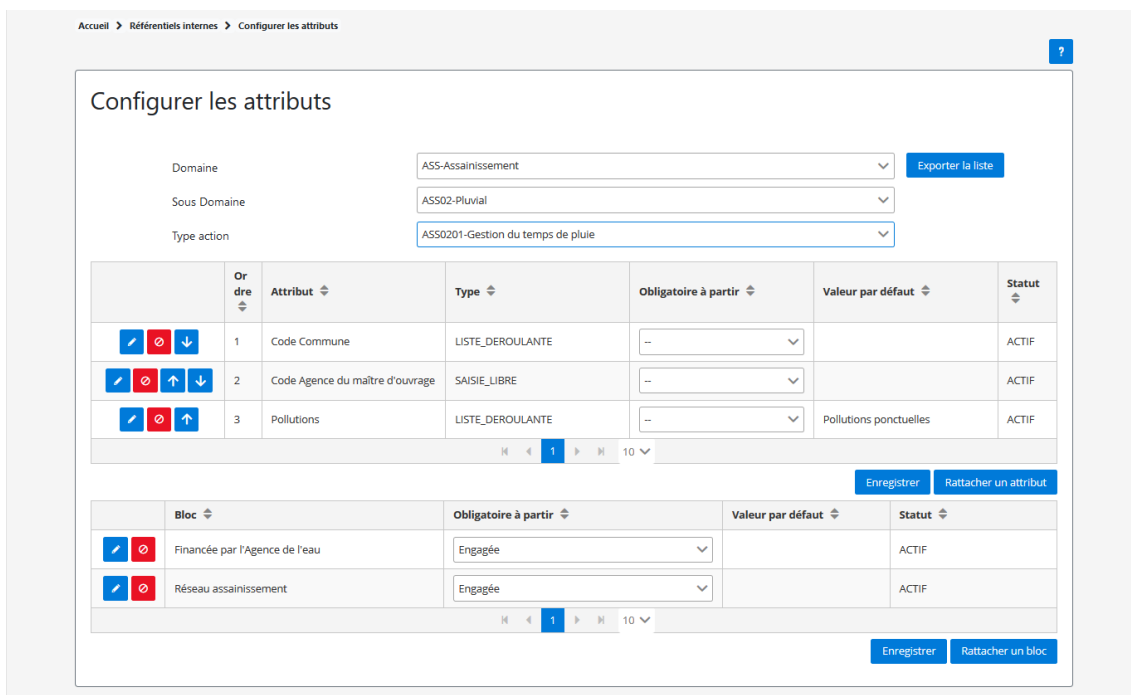 Accueil > Référentiels internes > Configurer les attributs
?
Configurer les attributs
Domaine ASS-Assainissement Exporter la liste
Sous Domaine ASS02-Pluvial
Type action ASS0201-Gestion du temps de pluie
Or
dre Attribut Type Obligatoire à partir Valeur par défaut Statut
1 Code Commune LISTE_DEROULANTE -- ACTIF
2 Code Agence du maître d'ouvrage SAISIE_LIBRE -- ACTIF
3 Pollutions LISTE_DEROULANTE -- Pollutions ponctuelles ACTIF
1 10
Enregistrer Rattacher un attribut
Bloc Obligatoire à partir Valeur par défaut Statut
Financée par l'Agence de l'eau Engagée ACTIF
Réseau assainissement Engagée ACTIF
1 10
Enregistrer Rattacher un bloc